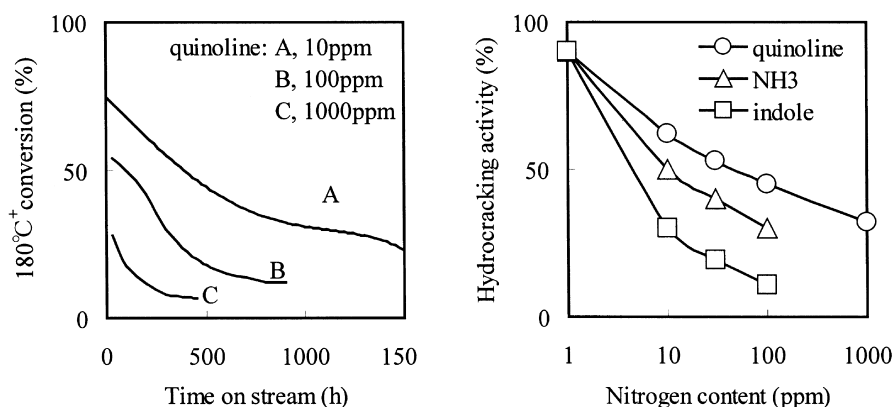 100
50
0
180℃+ conversion (%)
quinoline: A, 10ppm
B, 100ppm
C, 1000ppm
A
B
C
0 500 1000 150
Time on stream (h)
100
50
0
Hydrocracking activity (%)
quinoline
NH3
indole
1 10 100 1000
Nitrogen content (ppm)